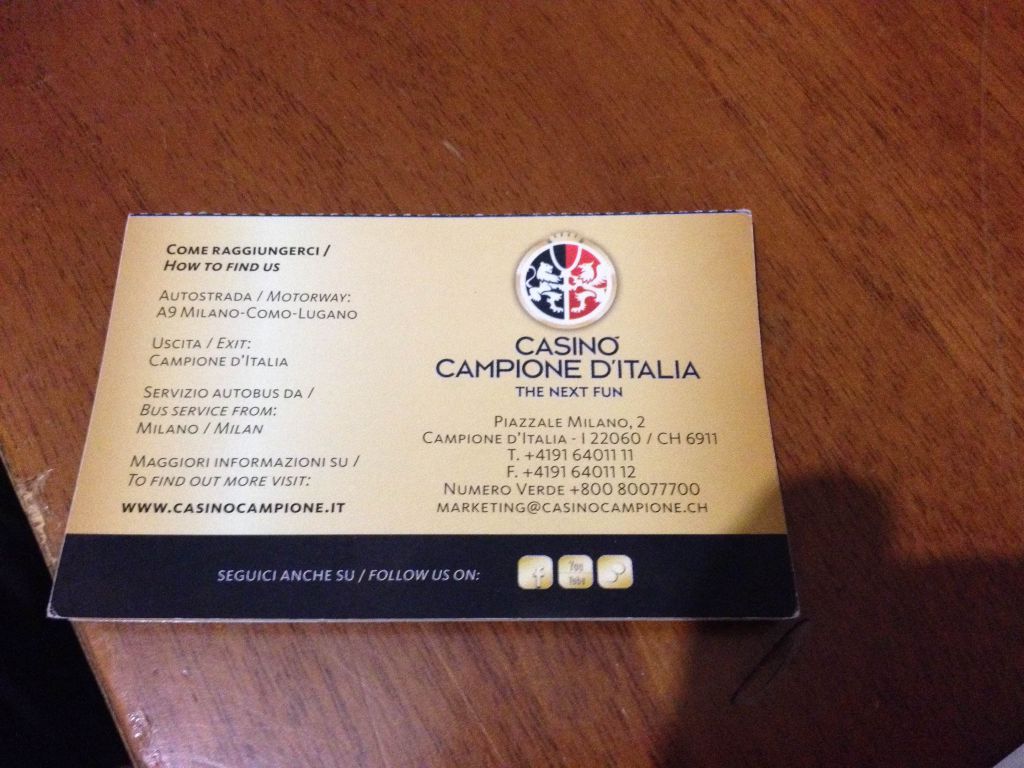 COME RAGGIUNGERCI /
HOW TO FIND US
AUTOSTRADA / MOTORWAY:
A9 MILANO-COMO-LUGANO
USCITA / EXIT:
CAMPIONE D'ITALIA
SERVIZIO AUTOBUS DA /
BUS SERVICE FROM:
MILANO / MILAN
MAGGIORI INFORMAZIONI SU /
TO FIND OUT MORE VISIT:
WWW.CASINOCAMPIONE.IT
CASINÒ
CAMPIONE D'ITALIA
THE NEXT FUN
PIAZZALE MILANO, 2
CAMPIONE D'ITALIA - I 22060 / CH 6911
T. +4191 64011 11
F. +4191 64011 12
NUMERO VERDE +800 80077700
MARKETING@CASINOCAMPIONE.CH
SEGUICI ANCHE SU / FOLLOW US ON:
f
You
Tube